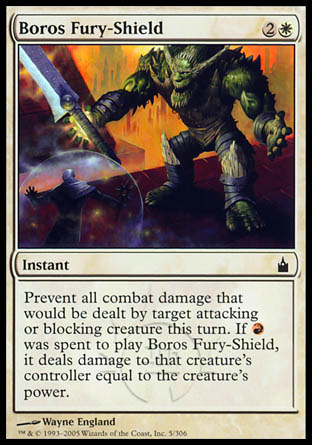 Boros Fury-Shield 2
Instant
Prevent all combat damage that
would be dealt by target attacking
or blocking creature this turn. If
was spent to play Boros Fury-Shield,
it deals damage to that creature's
controller equal to the creature's
power.
Wayne England
™ & © 1993–2005 Wizards of the Coast, Inc. 5/306